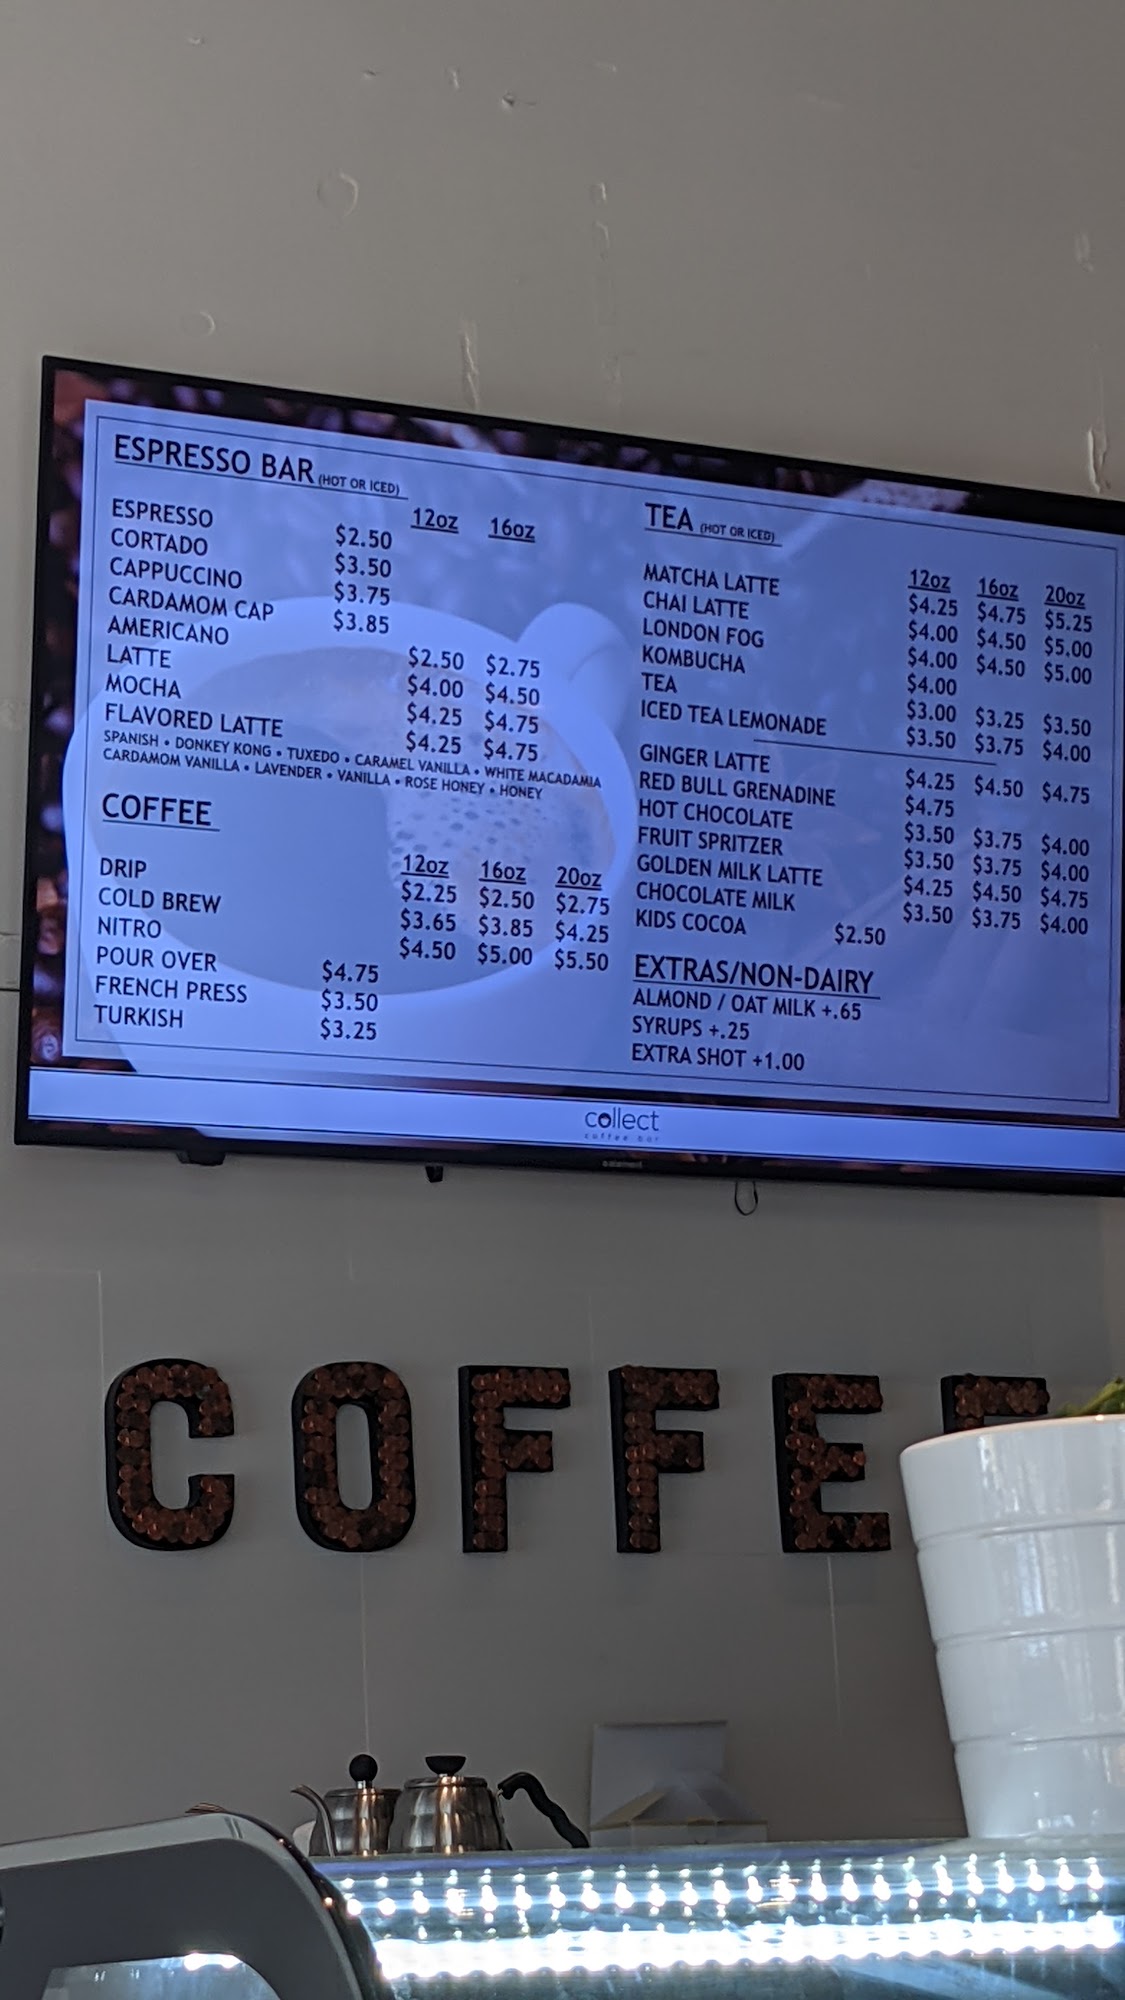 ESPRESSO BAR (HOT OR ICED)
12oz 16oz
ESPRESSO $2.50
CORTADO $3.50
CAPPUCCINO $3.75
CARDAMOM CAP $3.85
AMERICANO $2.50 $2.75
LATTE $4.00 $4.50
MOCHA $4.25 $4.75
FLAVORED LATTE $4.25 $4.75
SPANISH • DONKEY KONG • TUXEDO • CARAMEL VANILLA • WHITE MACADAMIA
CARDAMOM VANILLA • LAVENDER • VANILLA • ROSE HONEY • HONEY
COFFEE
12oz 16oz 20oz
DRIP $2.25 $2.50 $2.75
COLD BREW $3.65 $3.85 $4.25
NITRO $4.50 $5.00 $5.50
POUR OVER $4.75
FRENCH PRESS $3.50
TURKISH $3.25
TEA (HOT OR ICED)
12oz 16oz 20oz
MATCHA LATTE $4.25 $4.75 $5.25
CHAI LATTE $4.00 $4.50 $5.00
LONDON FOG $4.00 $4.50 $5.00
KOMBUCHA $4.00
TEA $3.00 $3.25 $3.50
ICED TEA LEMONADE $3.50 $3.75 $4.00
GINGER LATTE $4.25 $4.50 $4.75
RED BULL GRENADINE $4.75
HOT CHOCOLATE $3.50 $3.75 $4.00
FRUIT SPRITZER $3.50 $3.75 $4.00
GOLDEN MILK LATTE $4.25 $4.50 $4.75
CHOCOLATE MILK $3.50 $3.75 $4.00
KIDS COCOA $2.50
EXTRAS/NON-DAIRY
ALMOND / OAT MILK +.65
SYRUPS +.25
EXTRA SHOT +1.00
collect
coffee bar
COFFEE